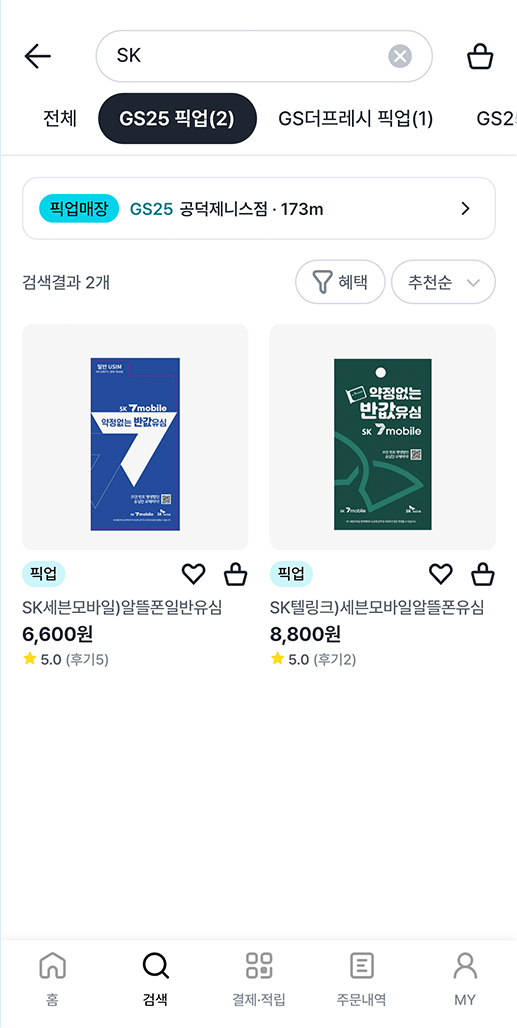 SK
전체
GS25 픽업(2)
GS더프레시 픽업(1)
GS2
픽업매장 GS25 공덕제니스점 · 173m
검색결과 2개
혜택
추천순
일반 USIM
SK 7mobile
약정없는 반값유심
SK 7mobile
약정없는
반값유심
SK 7mobile
SK 7mobile
픽업
SK세븐모바일)알뜰폰일반유심
6,600원
5.0 (후기5)
픽업
SK텔링크)세븐모바일알뜰폰유심
8,800원
5.0 (후기2)
홈
검색
결제·적립
주문내역
MY